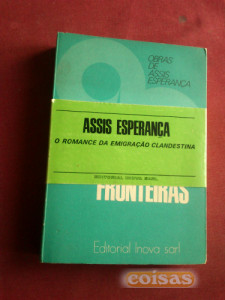 OBRAS
DE ASSIS
ESPERANÇA
ASSIS ESPERANÇA
O ROMANCE DA EMIGRAÇÃO CLANDESTINA
FRONTEIRAS
Editorial Inova sarl
coisas